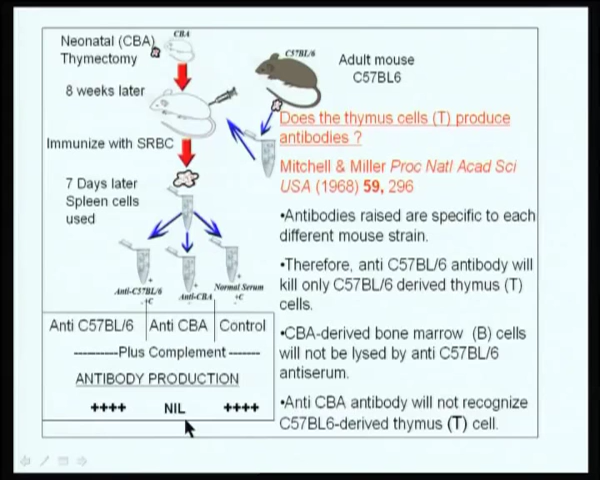 Neonatal (CBA)
Thymectomy
CBA
8 weeks later
Immunize with SRBC
7 Days later
Spleen cells
used
C57BL/6
Adult mouse
C57BL6
Anti-C57BL/6
+C
Anti-CBA
Normal Serum
+C
Anti C57BL/6
Anti CBA
Control
----------Plus Complement -------
ANTIBODY PRODUCTION
++++
NIL
++++
Does the thymus cells (T) produce
antibodies ?
Mitchell & Miller Proc Natl Acad Sci
USA (1968) 59, 296
•Antibodies raised are specific to each
different mouse strain.
•Therefore, anti C57BL/6 antibody will
kill only C57BL/6 derived thymus (T)
cells.
•CBA-derived bone marrow (B) cells
will not be lysed by anti C57BL/6
antiserum.
•Anti CBA antibody will not recognize
C57BL6-derived thymus (T) cell.